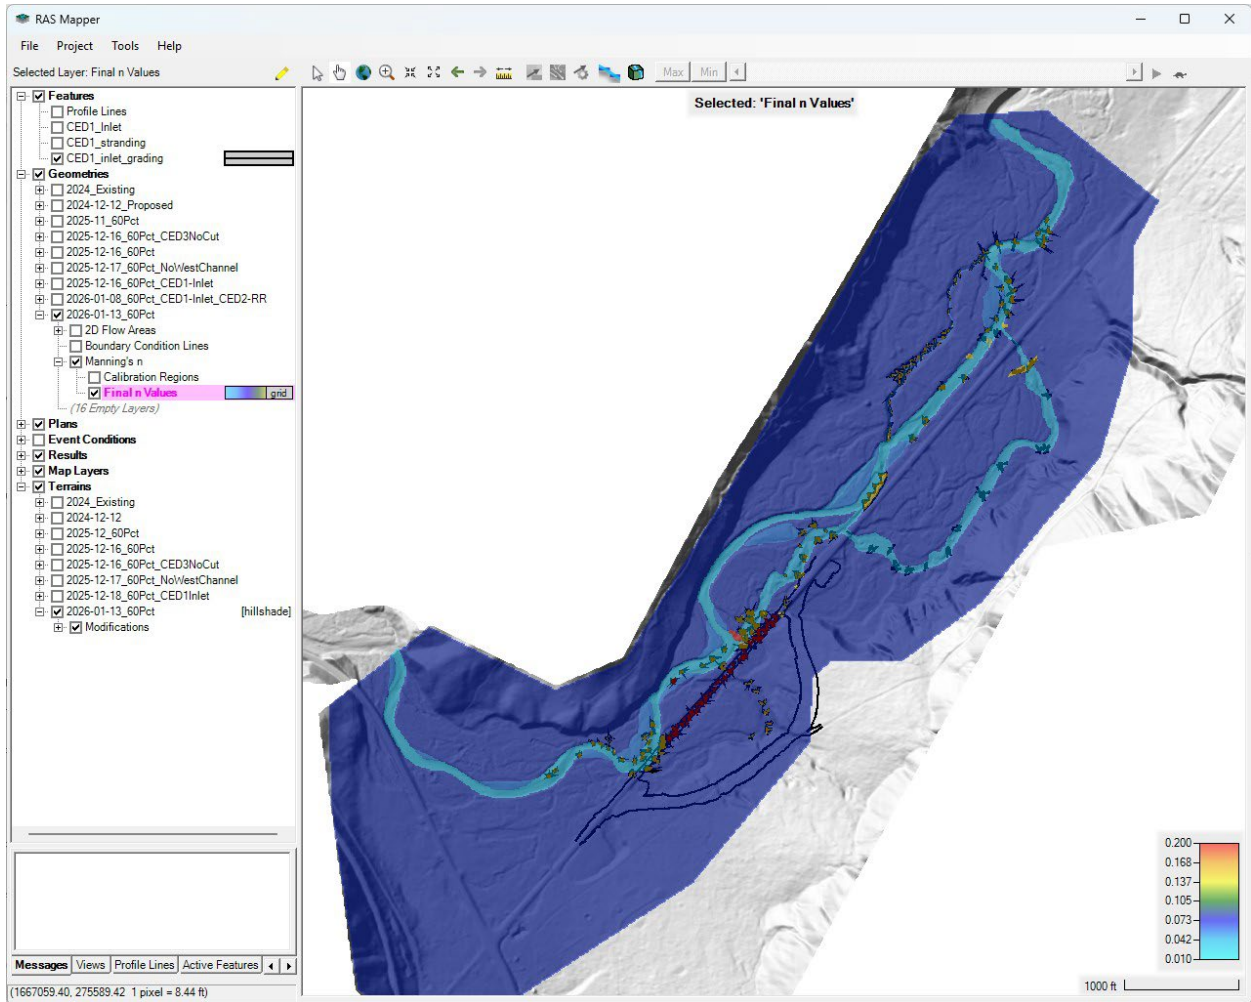 RAS Mapper
File Project Tools Help
Selected Layer: Final n Values
Max Min
Features
Profile Lines
CED1_Inlet
CED1_stranding
CED1_inlet_grading
Geometries
2024_Existing
2024-12-12_Proposed
2025-11_60Pct
2025-12-16_60Pct_CED3NoCut
2025-12-16_60Pct
2025-12-17_60Pct_NoWestChannel
2025-12-16_60Pct_CED1-Inlet
2026-01-08_60Pct_CED1-Inlet_CED2-RR
2026-01-13_60Pct
2D Flow Areas
Boundary Condition Lines
Manning's n
Calibration Regions
Final n Values grid
(16 Empty Layers)
Plans
Event Conditions
Results
Map Layers
Terrains
2024_Existing
2024-12-12
2025-12_60Pct
2025-12-16_60Pct
2025-12-16_60Pct_CED3NoCut
2025-12-17_60Pct_NoWestChannel
2025-12-18_60Pct_CED1Inlet
2026-01-13_60Pct [hillshade]
Modifications
Messages Views Profile Lines Active Features
(1667059.40, 275589.42 1 pixel = 8.44 ft)
Selected: 'Final n Values'
0.200
0.168
0.137
0.105
0.073
0.042
0.010
1000 ft